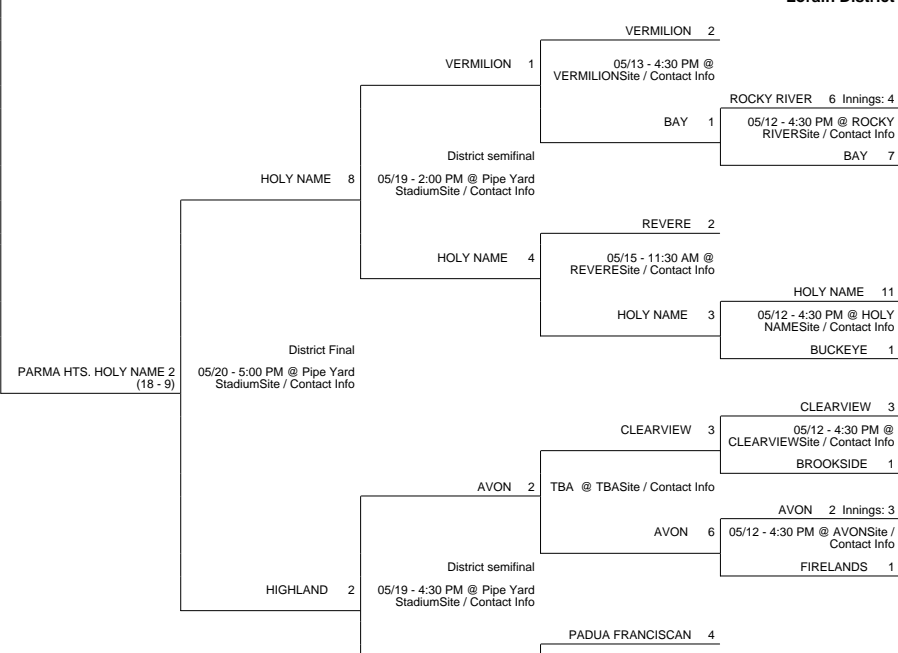 VERMILION 2
VERMILION 1
05/13 - 4:30 PM @
VERMILIONSite / Contact Info
ROCKY RIVER 6 Innings: 4
BAY 1
05/12 - 4:30 PM @ ROCKY
RIVERSite / Contact Info
District semifinal
BAY 7
HOLY NAME 8
05/19 - 2:00 PM @ Pipe Yard
StadiumSite / Contact Info
REVERE 2
HOLY NAME 4
05/15 - 11:30 AM @
REVERESite / Contact Info
HOLY NAME 11
HOLY NAME 3
05/12 - 4:30 PM @ HOLY
NAMESite / Contact Info
District Final
BUCKEYE 1
PARMA HTS. HOLY NAME 2
(18 - 9)
05/20 - 5:00 PM @ Pipe Yard
StadiumSite / Contact Info
CLEARVIEW 3
CLEARVIEW 3
05/12 - 4:30 PM @
CLEARVIEWSite / Contact Info
BROOKSIDE 1
AVON 2
TBA @ TBASite / Contact Info
AVON 2 Innings: 3
AVON 6
05/12 - 4:30 PM @ AVONSite /
Contact Info
District semifinal
FIRELANDS 1
HIGHLAND 2
05/19 - 4:30 PM @ Pipe Yard
StadiumSite / Contact Info
PADUA FRANCISCAN 4